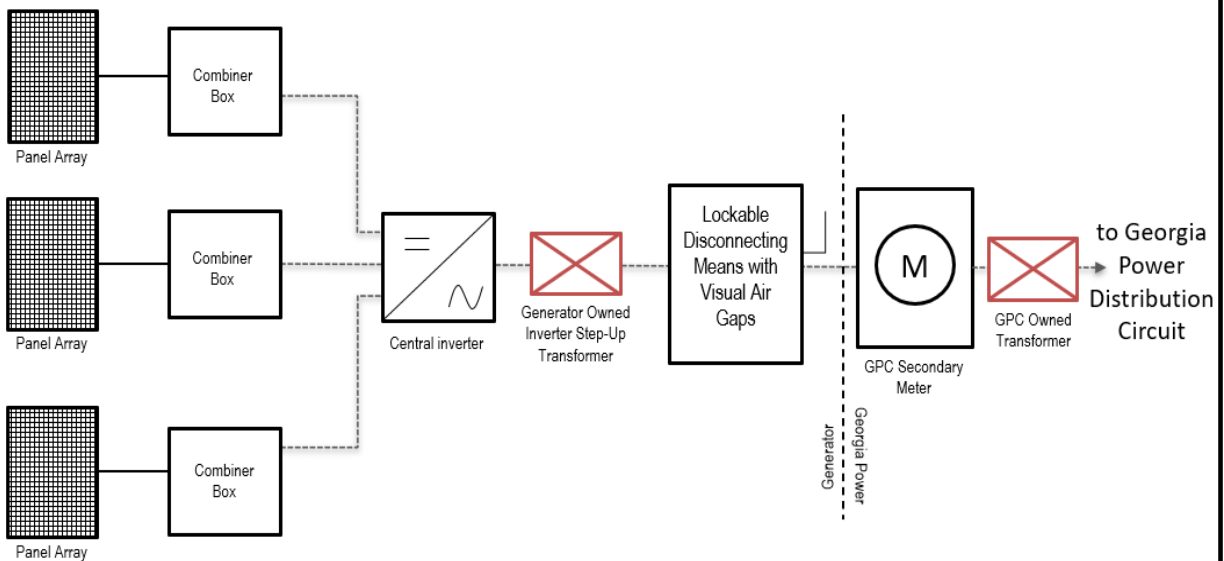 Combiner
Box
Panel Array
Combiner
Box
Panel Array
Central inverter
Generator Owned
Inverter Step-Up
Transformer
Lockable
Disconnecting
Means with
Visual Air
Gaps
M
GPC Secondary
Meter
GPC Owned
Transformer
to Georgia
Power
Distribution
Circuit
Generator
Georgia Power
Combiner
Box
Panel Array